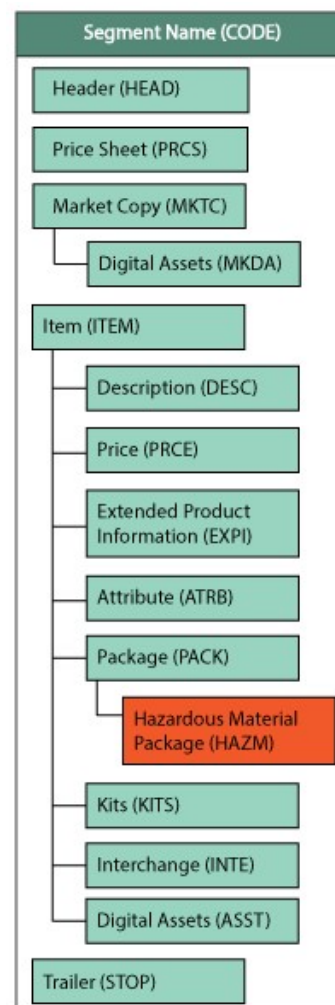 Segment Name (CODE)
Header (HEAD)
Price Sheet (PRCS)
Market Copy (MKTC)
Digital Assets (MKDA)
Item (ITEM)
Description (DESC)
Price (PRCE)
Extended Product
Information (EXPI)
Attribute (ATRB)
Package (PACK)
Hazardous Material
Package (HAZM)
Kits (KITS)
Interchange (INTE)
Digital Assets (ASST)
Trailer (STOP)